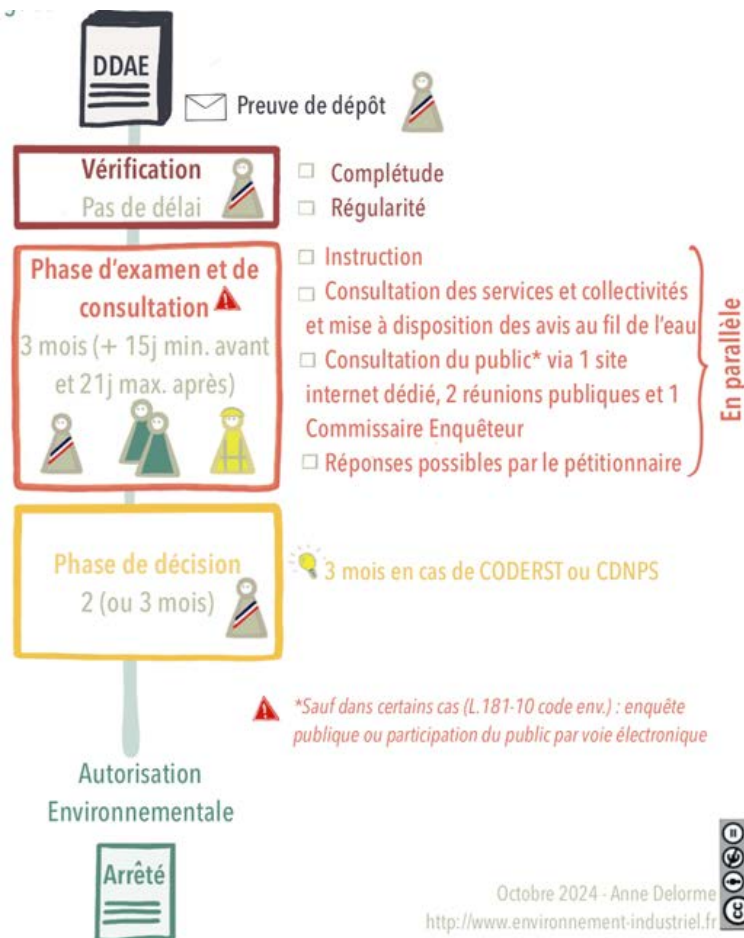 DDAE
Preuve de dépôt
Vérification
Pas de délai
Complétude
Régularité
Phase d'examen et de
consultation
3 mois (+ 15j min. avant
et 21j max. après)
Instruction
Consultation des services et collectivités
et mise à disposition des avis au fil de l'eau
Consultation du public* via 1 site
internet dédié, 2 réunions publiques et 1
Commissaire Enquêteur
Réponses possibles par le pétitionnaire
En parallèle
Phase de décision
2 (ou 3 mois)
3 mois en cas de CODERST ou CDNPS
*Sauf dans certains cas (L.181-10 code env.) : enquête
publique ou participation du public par voie électronique
Autorisation
Environnementale
Arrêté
Octobre 2024 - Anne Delorme
http://www.environnement-industriel.fr
cc